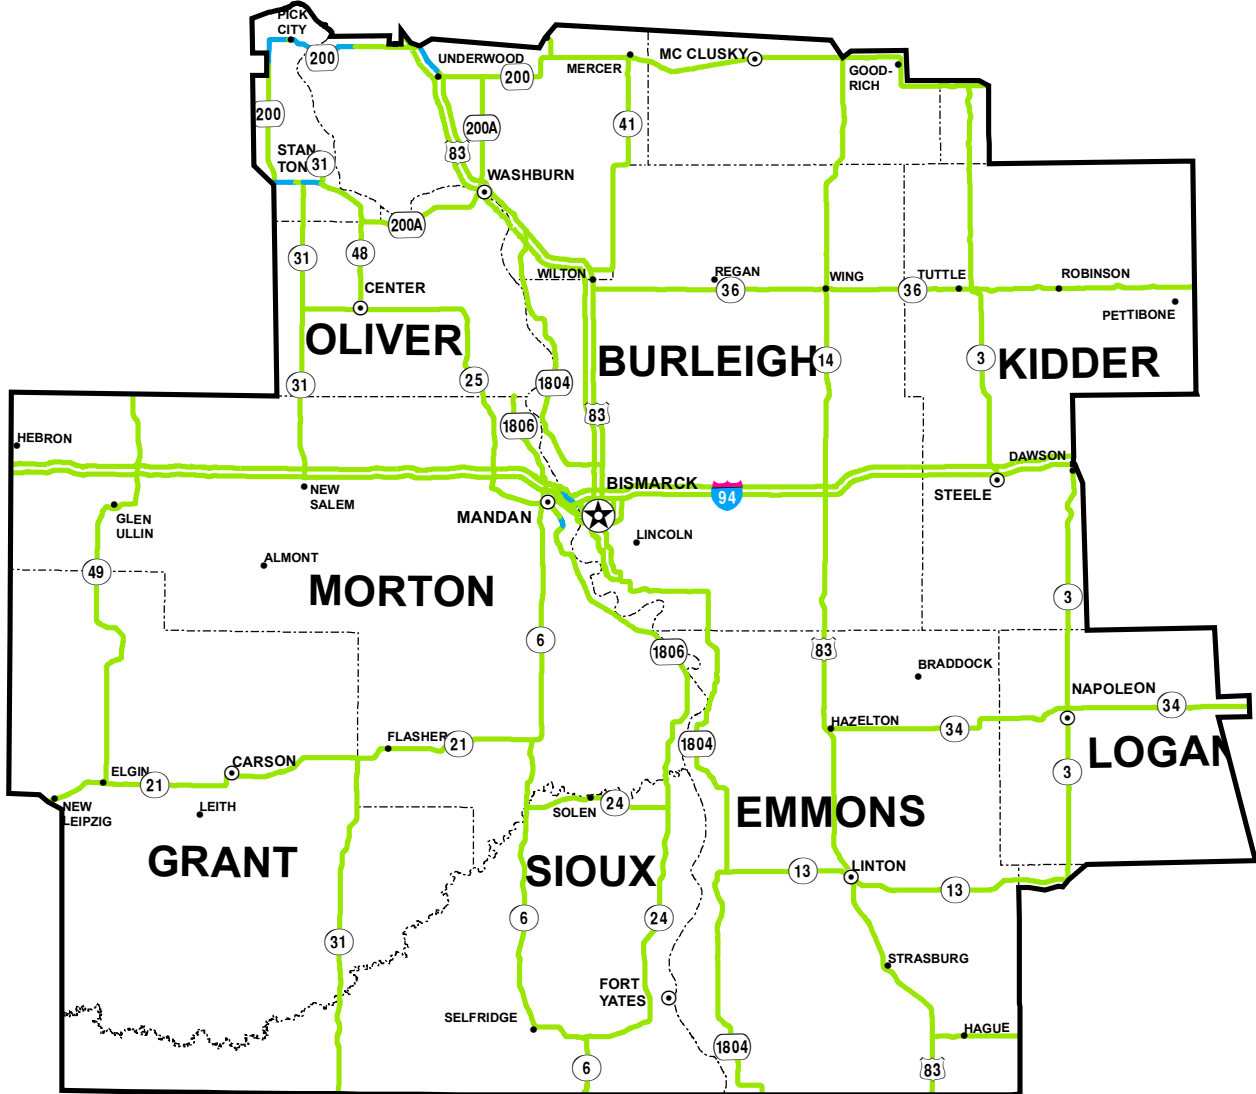 PICK
CITY
200
UNDERWOOD
200
MERCER
MC CLUSKY
GOOD-
RICH
200
200A
41
83
STAN
TON
31
WASHBURN
200A
31
48
WILTON
REGAN
36
WING
36
TUTTLE
ROBINSON
PETTIBONE
CENTER
OLIVER
BURLEIGH
14
3
KIDDER
31
25
1804
83
1806
HEBRON
DAWSON
NEW
SALEM
BISMARCK
94
STEELE
GLEN
ULLIN
MANDAN
LINCOLN
ALMONT
49
MORTON
3
6
1806
83
BRADDOCK
NAPOLEON
34
HAZELTON
34
FLASHER
21
1804
LOGAN
CARSON
ELGIN
21
3
NEW
LEIPZIG
LEITH
SOLEN
24
EMMONS
GRANT
SIOUX
13
LINTON
13
6
24
31
STRASBURG
FORT
YATES
SELFRIDGE
HAGUE
1804
6
83